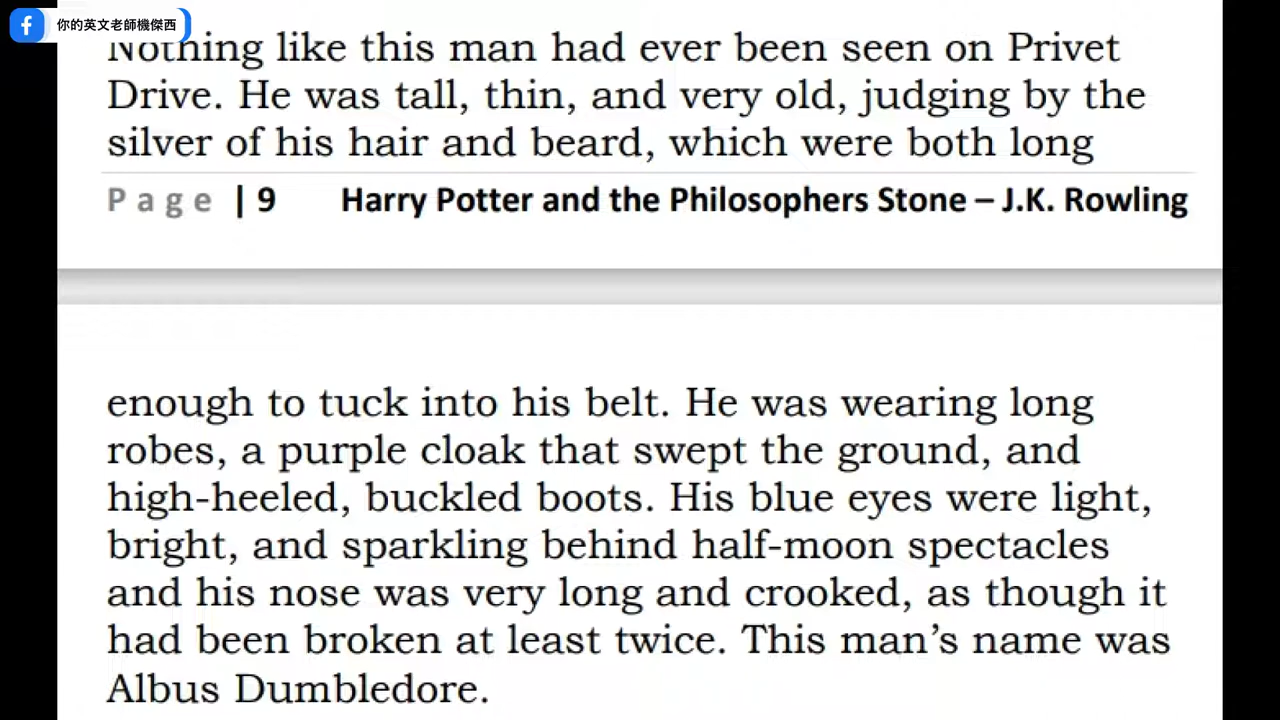 你的英文老師機傑西
Nothing like this man had ever been seen on Privet
Drive. He was tall, thin, and very old, judging by the
silver of his hair and beard, which were both long
Page | 9 Harry Potter and the Philosophers Stone – J.K. Rowling
enough to tuck into his belt. He was wearing long
robes, a purple cloak that swept the ground, and
high-heeled, buckled boots. His blue eyes were light,
bright, and sparkling behind half-moon spectacles
and his nose was very long and crooked, as though it
had been broken at least twice. This man’s name was
Albus Dumbledore.